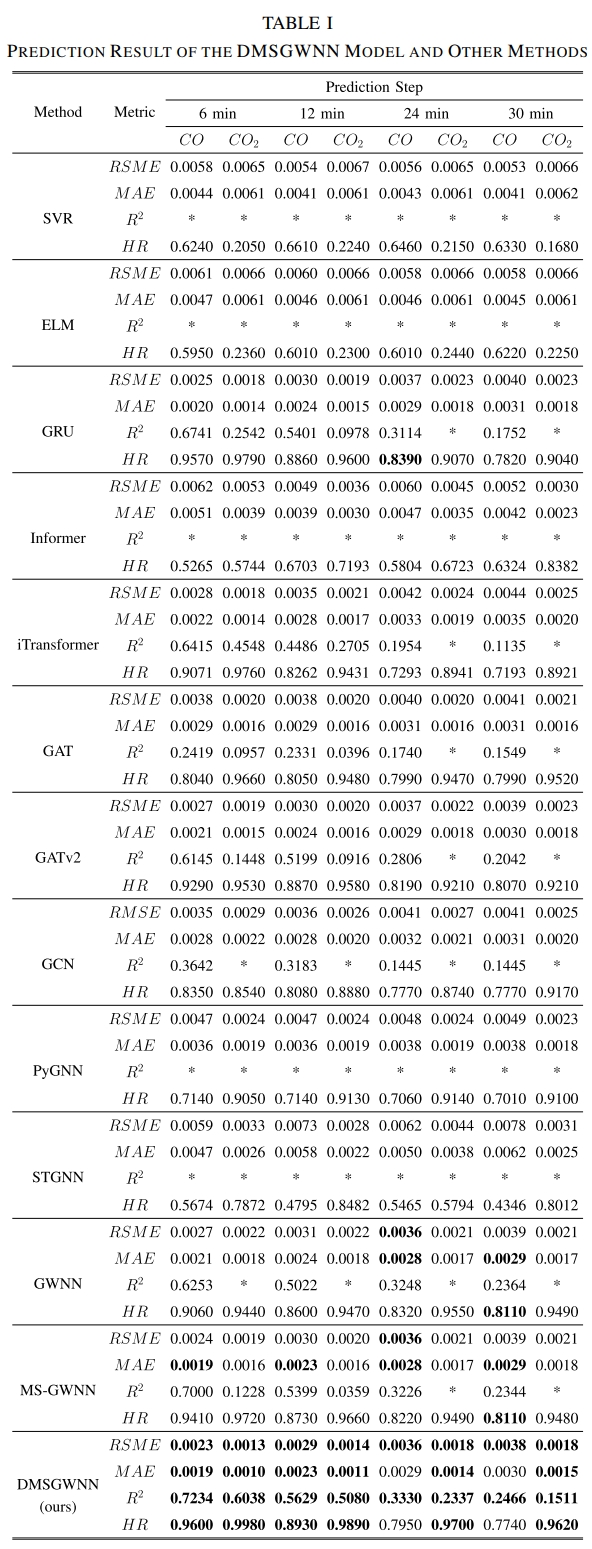 TABLE I
PREDICTION RESULT OF THE DMSGWNN MODEL AND OTHER METHODS
Prediction Step
Method Metric 6 min 12 min 24 min 30 min
CO CO2 CO CO2 CO CO2 CO CO2
RSME 0.0058 0.0065 0.0054 0.0067 0.0056 0.0065 0.0053 0.0066
MAE 0.0044 0.0061 0.0041 0.0061 0.0043 0.0061 0.0041 0.0062
SVR R² * * * * * * * *
HR 0.6240 0.2050 0.6610 0.2240 0.6460 0.2150 0.6330 0.1680
RSME 0.0061 0.0066 0.0060 0.0066 0.0058 0.0066 0.0058 0.0066
MAE 0.0047 0.0061 0.0046 0.0061 0.0046 0.0061 0.0045 0.0061
ELM R² * * * * * * * *
HR 0.5950 0.2360 0.6010 0.2300 0.6010 0.2440 0.6220 0.2250
RSME 0.0025 0.0018 0.0030 0.0019 0.0037 0.0023 0.0040 0.0023
MAE 0.0020 0.0014 0.0024 0.0015 0.0029 0.0018 0.0031 0.0018
GRU R² 0.6741 0.2542 0.5401 0.0978 0.3114 * 0.1752 *
HR 0.9570 0.9790 0.8860 0.9600 0.8390 0.9070 0.7820 0.9040
RSME 0.0062 0.0053 0.0049 0.0036 0.0060 0.0045 0.0052 0.0030
MAE 0.0051 0.0039 0.0039 0.0030 0.0047 0.0035 0.0042 0.0023
Informer R² * * * * * * * *
HR 0.5265 0.5744 0.6703 0.7193 0.5804 0.6723 0.6324 0.8382
RSME 0.0028 0.0018 0.0035 0.0021 0.0042 0.0024 0.0044 0.0025
MAE 0.0022 0.0014 0.0028 0.0017 0.0033 0.0019 0.0035 0.0020
iTransformer R² 0.6415 0.4548 0.4486 0.2705 0.1954 * 0.1135 *
HR 0.9071 0.9760 0.8262 0.9431 0.7293 0.8941 0.7193 0.8921
RSME 0.0038 0.0020 0.0038 0.0020 0.0040 0.0020 0.0041 0.0021
MAE 0.0029 0.0016 0.0029 0.0016 0.0031 0.0016 0.0031 0.0016
GAT R² 0.2419 0.0957 0.2331 0.0396 0.1740 * 0.1549 *
HR 0.8040 0.9660 0.8050 0.9480 0.7990 0.9470 0.7990 0.9520
RSME 0.0027 0.0019 0.0030 0.0020 0.0037 0.0022 0.0039 0.0023
MAE 0.0021 0.0015 0.0024 0.0016 0.0029 0.0018 0.0030 0.0018
GATv2 R² 0.6145 0.1448 0.5199 0.0916 0.2806 * 0.2042 *
HR 0.9290 0.9530 0.8870 0.9580 0.8190 0.9210 0.8070 0.9210
RMSE 0.0035 0.0029 0.0036 0.0026 0.0041 0.0027 0.0041 0.0025
MAE 0.0028 0.0022 0.0028 0.0020 0.0032 0.0021 0.0031 0.0020
GCN R² 0.3642 * 0.3183 * 0.1445 * 0.1445 *
HR 0.8350 0.8540 0.8080 0.8880 0.7770 0.8740 0.7770 0.9170
RSME 0.0047 0.0024 0.0047 0.0024 0.0048 0.0024 0.0049 0.0023
MAE 0.0036 0.0019 0.0036 0.0019 0.0038 0.0019 0.0038 0.0018
PyGNN R² * * * * * * * *
HR 0.7140 0.9050 0.7140 0.9130 0.7060 0.9140 0.7010 0.9100
RSME 0.0059 0.0033 0.0073 0.0028 0.0062 0.0044 0.0078 0.0031
MAE 0.0047 0.0026 0.0058 0.0022 0.0050 0.0038 0.0062 0.0025
STGNN R² * * * * * * * *
HR 0.5674 0.7872 0.4795 0.8482 0.5465 0.5794 0.4346 0.8012
RSME 0.0027 0.0022 0.0031 0.0022 0.0036 0.0021 0.0039 0.0021
MAE 0.0021 0.0018 0.0024 0.0018 0.0028 0.0017 0.0029 0.0017
GWNN R² 0.6253 * 0.5022 * 0.3248 * 0.2364 *
HR 0.9060 0.9440 0.8600 0.9470 0.8320 0.9550 0.8110 0.9490
RSME 0.0024 0.0019 0.0030 0.0020 0.0036 0.0021 0.0039 0.0021
MAE 0.0019 0.0016 0.0023 0.0016 0.0028 0.0017 0.0029 0.0018
MS-GWNN R² 0.7000 0.1228 0.5399 0.0359 0.3226 * 0.2344 *
HR 0.9410 0.9720 0.8730 0.9660 0.8220 0.9490 0.8110 0.9480
RSME 0.0023 0.0013 0.0029 0.0014 0.0036 0.0018 0.0038 0.0018
MAE 0.0019 0.0010 0.0023 0.0011 0.0029 0.0014 0.0030 0.0015
DMSGWNN (ours) R² 0.7234 0.6038 0.5629 0.5080 0.3330 0.2337 0.2466 0.1511
HR 0.9600 0.9980 0.8930 0.9890 0.7950 0.9700 0.7740 0.9620